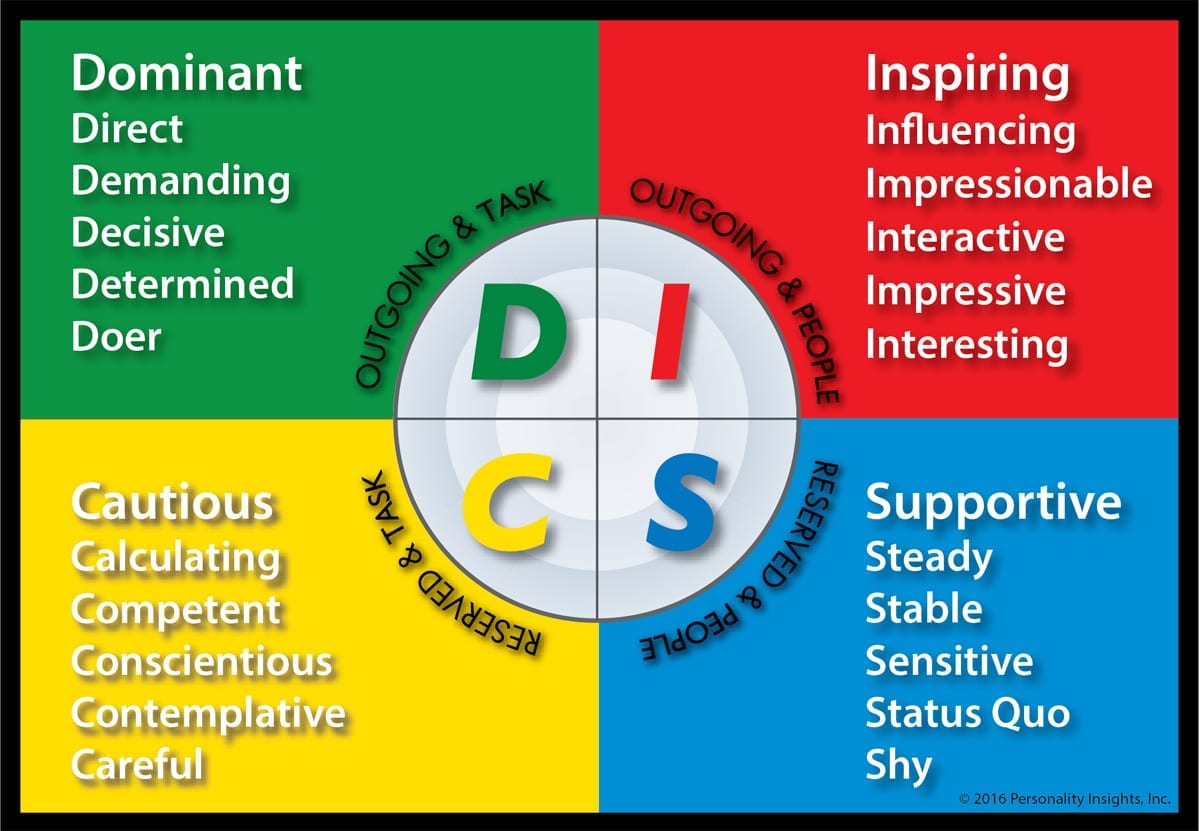 Dominant
Direct
Demanding
Decisive
Determined
Doer
Inspiring
Influencing
Impressionable
Interactive
Impressive
Interesting
OUTGOING & TASK
OUTGOING & PEOPLE
D
I
C
S
RESERVED & TASK
RESERVED & PEOPLE
Cautious
Calculating
Competent
Conscientious
Contemplative
Careful
Supportive
Steady
Stable
Sensitive
Status Quo
Shy
© 2016 Personality Insights, Inc.